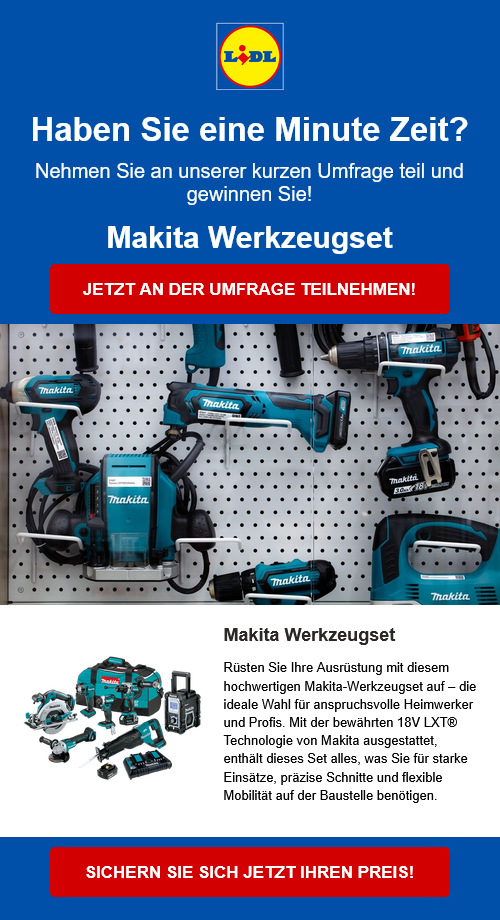 LIDL
Haben Sie eine Minute Zeit?
Nehmen Sie an unserer kurzen Umfrage teil und
gewinnen Sie!
Makita Werkzeugset
JETZT AN DER UMFRAGE TEILNEHMEN!
makita
makita
makita
makita
makita
3.0Ah 18V
makita
makita
Makita Werkzeugset
Rüsten Sie Ihre Ausrüstung mit diesem
hochwertigen Makita-Werkzeugset auf – die
ideale Wahl für anspruchsvolle Heimwerker
und Profis. Mit der bewährten 18V LXT®
Technologie von Makita ausgestattet,
enthält dieses Set alles, was Sie für starke
Einsätze, präzise Schnitte und flexible
Mobilität auf der Baustelle benötigen.
makita
SICHERN SIE SICH JETZT IHREN PREIS!